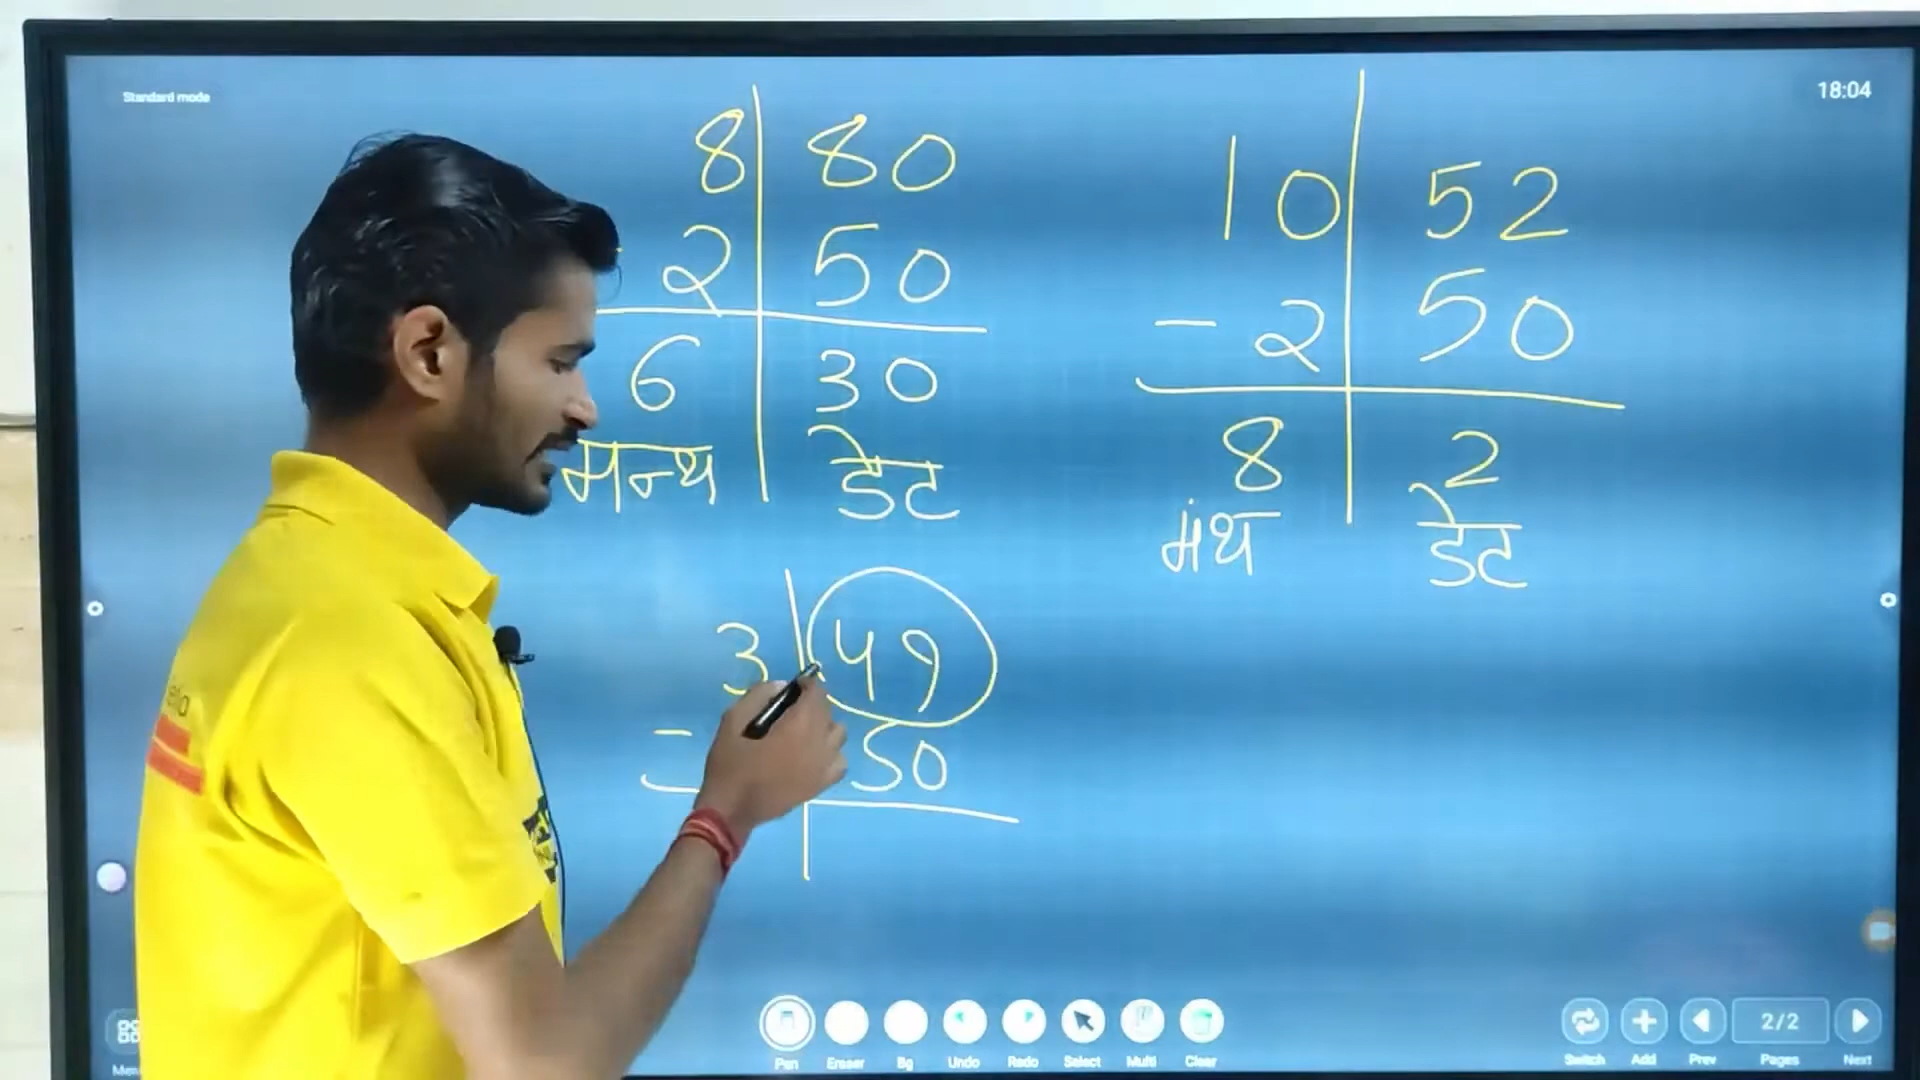 Standard mode
18:04
8 | 80
2 | 50
6 | 30
मन्थ डेट
10 | 52
- 2 | 50
8 | 2
मंथ डेट
3 | 49
- 50
Pen Eraser Bg Undo Redo Select Multi Clear
Switch Add Prev 2/2 Pages Next